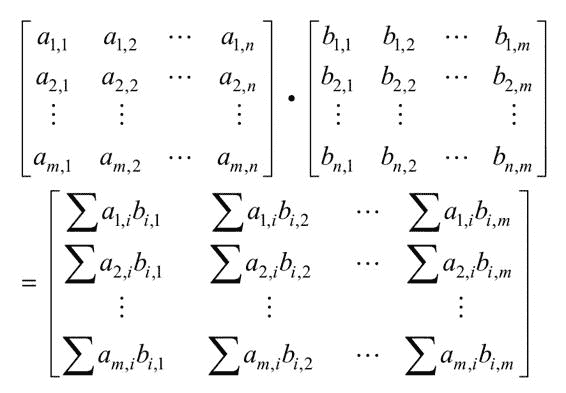 [ a₁,₁ a₁,₂ ⋯ a₁,ₙ ] [ b₁,₁ b₁,₂ ⋯ b₁,ₘ ]
[ a₂,₁ a₂,₂ ⋯ a₂,ₙ ] • [ b₂,₁ b₂,₂ ⋯ b₂,ₘ ]
[ ⋮ ⋮ ⋮ ] [ ⋮ ⋮ ⋮ ]
[ aₘ,₁ aₘ,₂ ⋯ aₘ,ₙ ] [ bₙ,₁ bₙ,₂ ⋯ bₙ,ₘ ]
[ ∑a₁,ᵢbᵢ,₁ ∑a₁,ᵢbᵢ,₂ ⋯ ∑a₁,ᵢbᵢ,ₘ ]
= [ ∑a₂,ᵢbᵢ,₁ ∑a₂,ᵢbᵢ,₂ ⋯ ∑a₂,ᵢbᵢ,ₘ ]
[ ⋮ ⋮ ⋮ ]
[ ∑aₘ,ᵢbᵢ,₁ ∑aₘ,ᵢbᵢ,₂ ⋯ ∑aₘ,ᵢbᵢ,ₘ ]